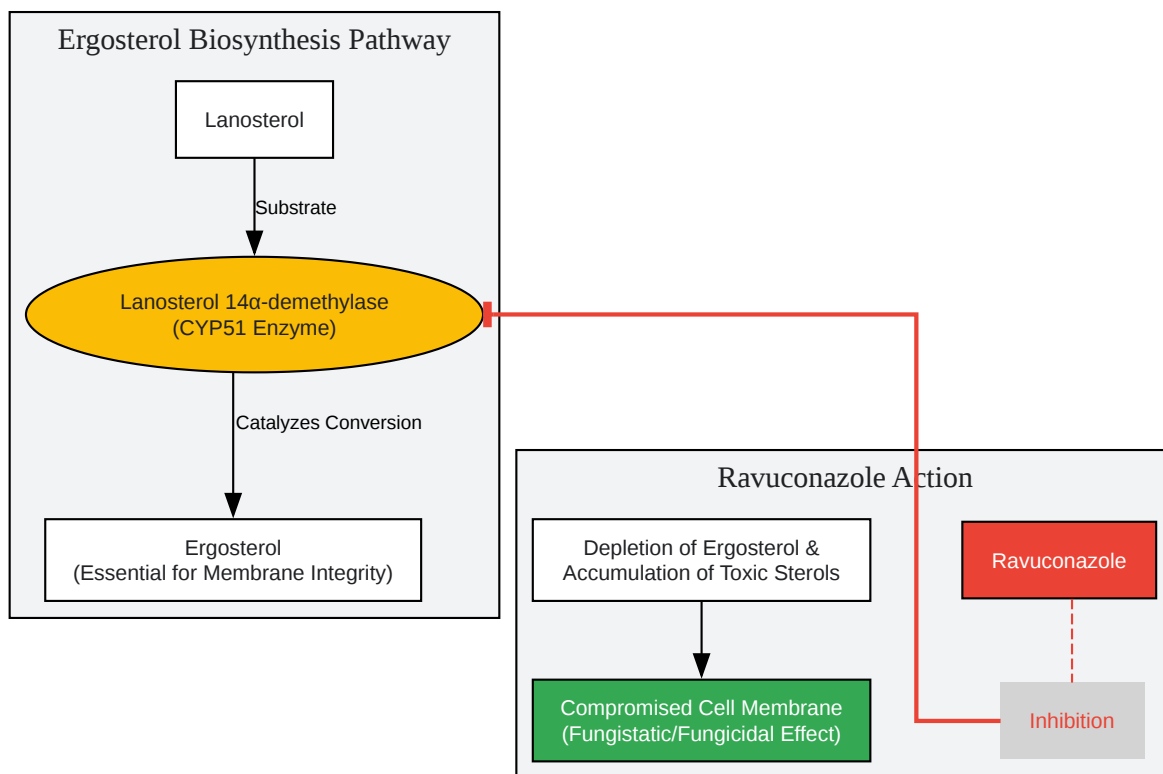 Ergosterol Biosynthesis Pathway
Lanosterol
Substrate
Lanosterol 14α-demethylase
(CYP51 Enzyme)
Catalyzes Conversion
Ergosterol
(Essential for Membrane Integrity)
Ravuconazole Action
Depletion of Ergosterol &
Accumulation of Toxic Sterols
Ravuconazole
Compromised Cell Membrane
(Fungistatic/Fungicidal Effect)
Inhibition